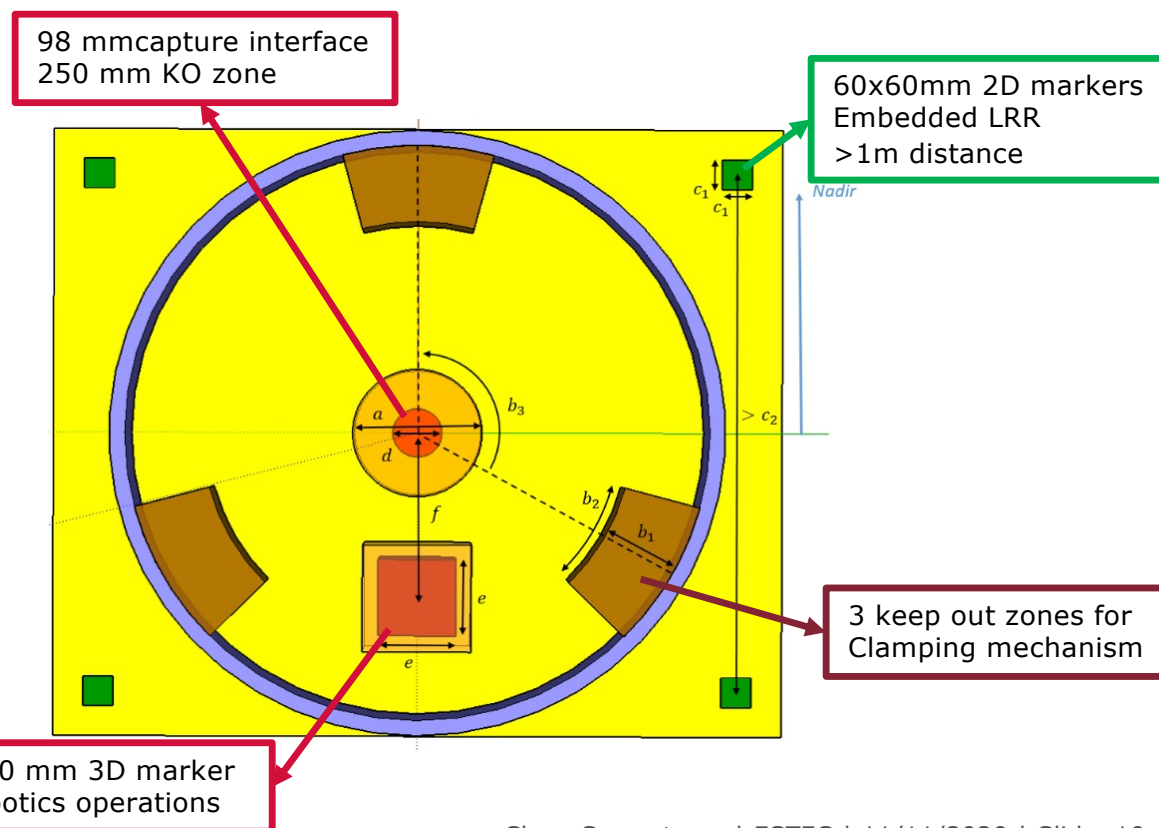 98 mmcapture interface
250 mm KO zone
60x60mm 2D markers
Embedded LRR
>1m distance
c₁
c₁
Nadir
a
b₃
> c₂
d
f
b₂
b₁
e
e
3 keep out zones for
Clamping mechanism
0 mm 3D marker
otics operations